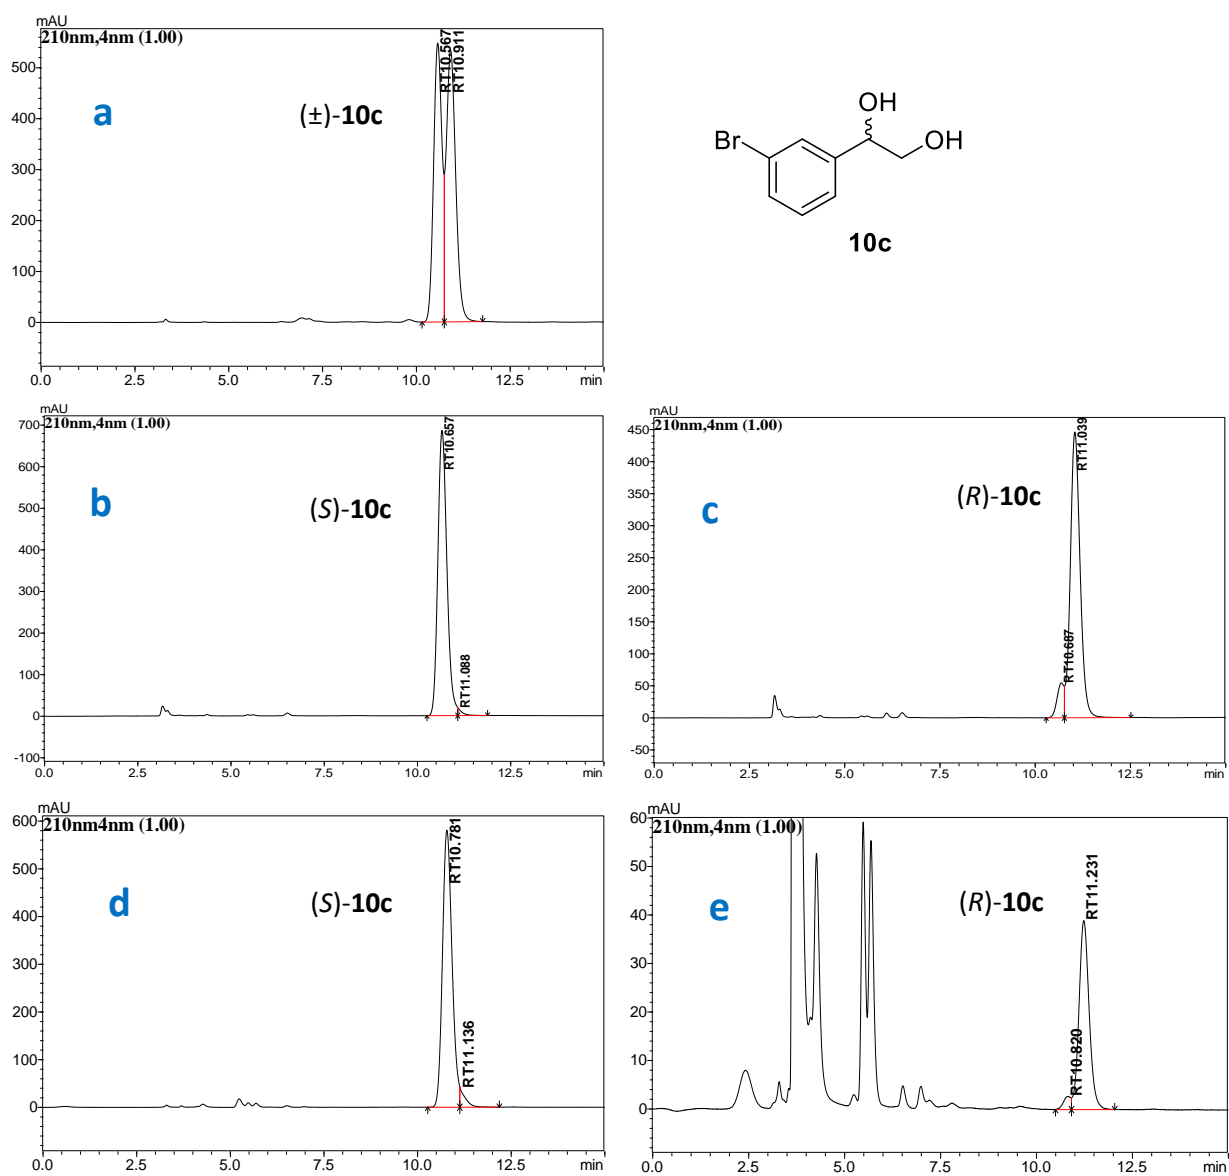 mAU
210nm,4nm (1.00)
RT10.567
RT10.911
a
(±)-10c
500
400
300
200
100
0
0.0 2.5 5.0 7.5 10.0 12.5 min
OH
Br
OH
10c
mAU
210nm,4nm (1.00)
RT10.657
RT11.088
b
(S)-10c
700
600
500
400
300
200
100
0
-100
0.0 2.5 5.0 7.5 10.0 12.5 min
mAU
210nm,4nm (1.00)
RT10.687
RT11.039
c
(R)-10c
450
400
350
300
250
200
150
100
50
0
-50
0.0 2.5 5.0 7.5 10.0 12.5 min
mAU
210nm4nm (1.00)
RT10.781
RT11.136
d
(S)-10c
600
500
400
300
200
100
0
0.0 2.5 5.0 7.5 10.0 12.5 min
mAU
210nm,4nm (1.00)
RT10.820
RT11.231
e
(R)-10c
60
50
40
30
20
10
0
0.0 2.5 5.0 7.5 10.0 12.5 min